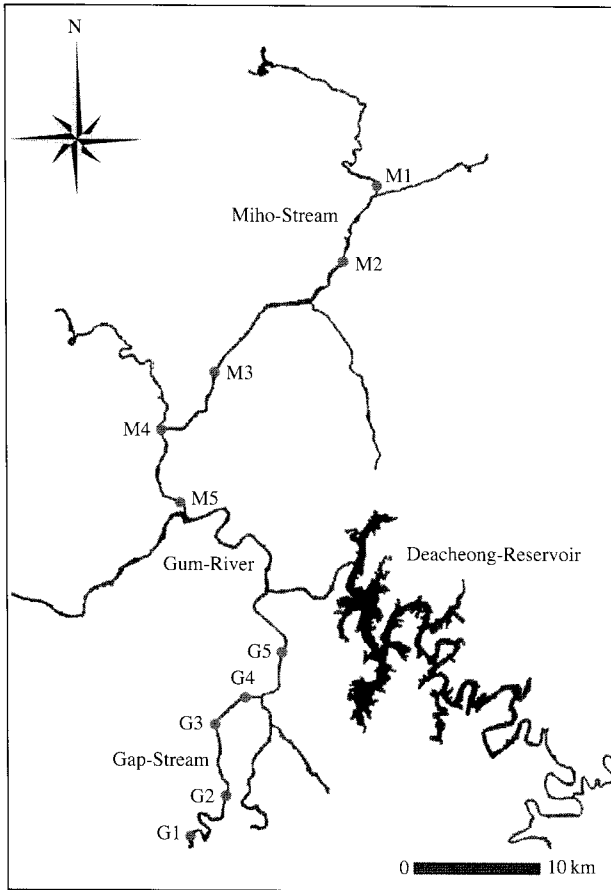 N
M1
Miho-Stream
M2
M3
M4
M5
Gum-River
Deacheong-Reservoir
G5
G4
G3
Gap-Stream
G2
G1
0 10 km